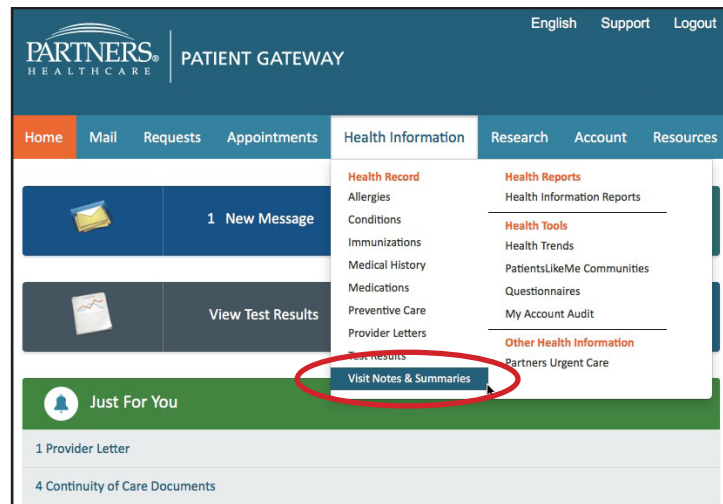 English Support Logout
PARTNERS®
HEALTHCARE
PATIENT GATEWAY
Home Mail Requests Appointments Health Information Research Account Resources
Health Record
Allergies
Conditions
Immunizations
Medical History
Medications
Preventive Care
Provider Letters
Test Results
Visit Notes & Summaries
Health Reports
Health Information Reports
Health Tools
Health Trends
PatientsLikeMe Communities
Questionnaires
My Account Audit
Other Health Information
Partners Urgent Care
1 New Message
View Test Results
Just For You
1 Provider Letter
4 Continuity of Care Documents